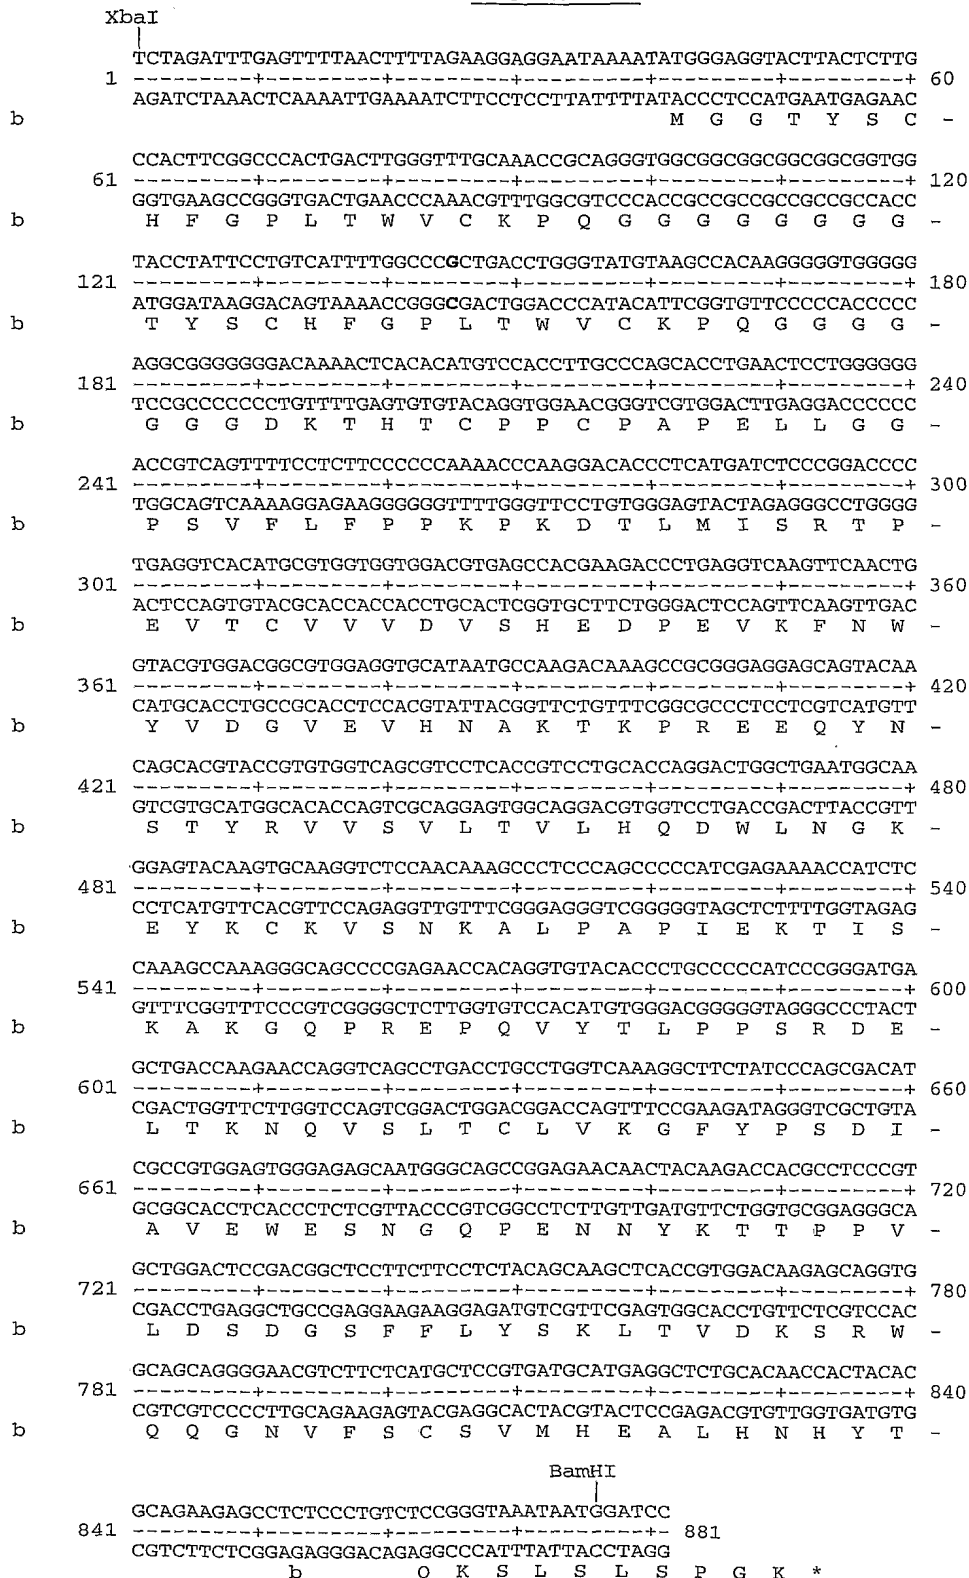 XbaI
|
TCTAGATTTGAGTTTTAACTTTTAGAAGGAGGAATAAAATATGGGAGGTACTTACTCTTG
1 ---------+---------+---------+---------+---------+---------+ 60
AGATCTAAACTCAAAATTGAAAATCTTCCTCCTTATTTTATACCCTCCATGAATGAGAAC
b M G G T Y S C -
CCACTTCGGCCCACTGACTTGGGTTTGCAAACCGCAGGGTGGCGGCGGCGGCGGCGGTGG
61 ---------+---------+---------+---------+---------+---------+ 120
GGTGAAGCCGGGTGACTGAACCCAAACGTTTGGCGTCCCACCGCCGCCGCCGCCGCCACC
b H F G P L T W V C K P Q G G G G G G G G -
TACCTATTCCTGTCATTTTGGCCCGCTGACCTGGGTATGTAAGCCACAAGGGGGTGGGGG
121 ---------+---------+---------+---------+---------+---------+ 180
ATGGATAAGGACAGTAAAACCGGGCGACTGGACCCATACATTCGGTGTTCCCCCACCCCC
b T Y S C H F G P L T W V C K P Q G G G G -
AGGCGGGGGGGACAAAACTCACACATGTCCACCTTGCCCAGCACCTGAACTCCTGGGGGG
181 ---------+---------+---------+---------+---------+---------+ 240
TCCGCCCCCCCTGTTTTGAGTGTGTACAGGTGGAACGGGTCGTGGACTTGAGGACCCCCC
b G G G D K T H T C P P C P A P E L L G G -
ACCGTCAGTTTTCCTCTTCCCCCCAAAACCCAAGGACACCCTCATGATCTCCCGGACCCC
241 ---------+---------+---------+---------+---------+---------+ 300
TGGCAGTCAAAAGGAGAAGGGGGGTTTTGGGTTCCTGTGGGAGTACTAGAGGGCCTGGGG
b P S V F L F P P K P K D T L M I S R T P -
TGAGGTCACATGCGTGGTGGTGGACGTGAGCCACGAAGACCCTGAGGTCAAGTTCAACTG
301 ---------+---------+---------+---------+---------+---------+ 360
ACTCCAGTGTACGCACCACCACCTGCACTCGGTGCTTCTGGGACTCCAGTTCAAGTTGAC
b E V T C V V V D V S H E D P E V K F N W -
GTACGTGGACGGCGTGGAGGTGCATAATGCCAAGACAAAGCCGCGGGAGGAGCAGTACAA
361 ---------+---------+---------+---------+---------+---------+ 420
CATGCACCTGCCGCACCTCCACGTATTACGGTTCTGTTTCGGCGCCCTCCTCGTCATGTT
b Y V D G V E V H N A K T K P R E E Q Y N -
CAGCACGTACCGTGTGGTCAGCGTCCTCACCGTCCTGCACCAGGACTGGCTGAATGGCAA
421 ---------+---------+---------+---------+---------+---------+ 480
GTCGTGCATGGCACACCAGTCGCAGGAGTGGCAGGACGTGGTCCTGACCGACTTACCGTT
b S T Y R V V S V L T V L H Q D W L N G K -
GGAGTACAAGTGCAAGGTCTCCAACAAAGCCCTCCCAGCCCCCATCGAGAAAACCATCTC
481 ---------+---------+---------+---------+---------+---------+ 540
CCTCATGTTCACGTTCCAGAGGTTGTTTCGGGAGGGTCGGGGGTAGCTCTTTTGGTAGAG
b E Y K C K V S N K A L P A P I E K T I S -
CAAAGCCAAAGGGCAGCCCCGAGAACCACAGGTGTACACCCTGCCCCCATCCCGGGATGA
541 ---------+---------+---------+---------+---------+---------+ 600
GTTTCGGTTTCCCGTCGGGGCTCTTGGTGTCCACATGTGGGACGGGGGTAGGGCCCTACT
b K A K G Q P R E P Q V Y T L P P S R D E -
GCTGACCAAGAACCAGGTCAGCCTGACCTGCCTGGTCAAAGGCTTCTATCCCAGCGACAT
601 ---------+---------+---------+---------+---------+---------+ 660
CGACTGGTTCTTGGTCCAGTCGGACTGGACGGACCAGTTTCCGAAGATAGGGTCGCTGTA
b L T K N Q V S L T C L V K G F Y P S D I -
CGCCGTGGAGTGGGAGAGCAATGGGCAGCCGGAGAACAACTACAAGACCACGCCTCCCGT
661 ---------+---------+---------+---------+---------+---------+ 720
GCGGCACCTCACCCTCTCGTTACCCGTCGGCCTCTTGTTGATGTTCTGGTGCGGAGGGCA
b A V E W E S N G Q P E N N Y K T T P P V -
GCTGGACTCCGACGGCTCCTTCTTCCTCTACAGCAAGCTCACCGTGGACAAGAGCAGGTG
721 ---------+---------+---------+---------+---------+---------+ 780
CGACCTGAGGCTGCCGAGGAAGAAGGAGATGTCGTTCGAGTGGCACCTGTTCTCGTCCAC
b L D S D G S F F L Y S K L T V D K S R W -
GCAGCAGGGGAACGTCTTCTCATGCTCCGTGATGCATGAGGCTCTGCACAACCACTACAC
781 ---------+---------+---------+---------+---------+---------+ 840
CGTCGTCCCCTTGCAGAAGAGTACGAGGCACTACGTACTCCGAGACGTGTTGGTGATGTG
b Q Q G N V F S C S V M H E A L H N H Y T -
BamHI
|
GCAGAAGAGCCTCTCCCTGTCTCCGGGTAAATAATGGATCC
841 ---------+---------+---------+---------+- 881
CGTCTTCTCGGAGAGGGACAGAGGCCCATTTATTACCTAGG
b Q K S L S L S P G K *